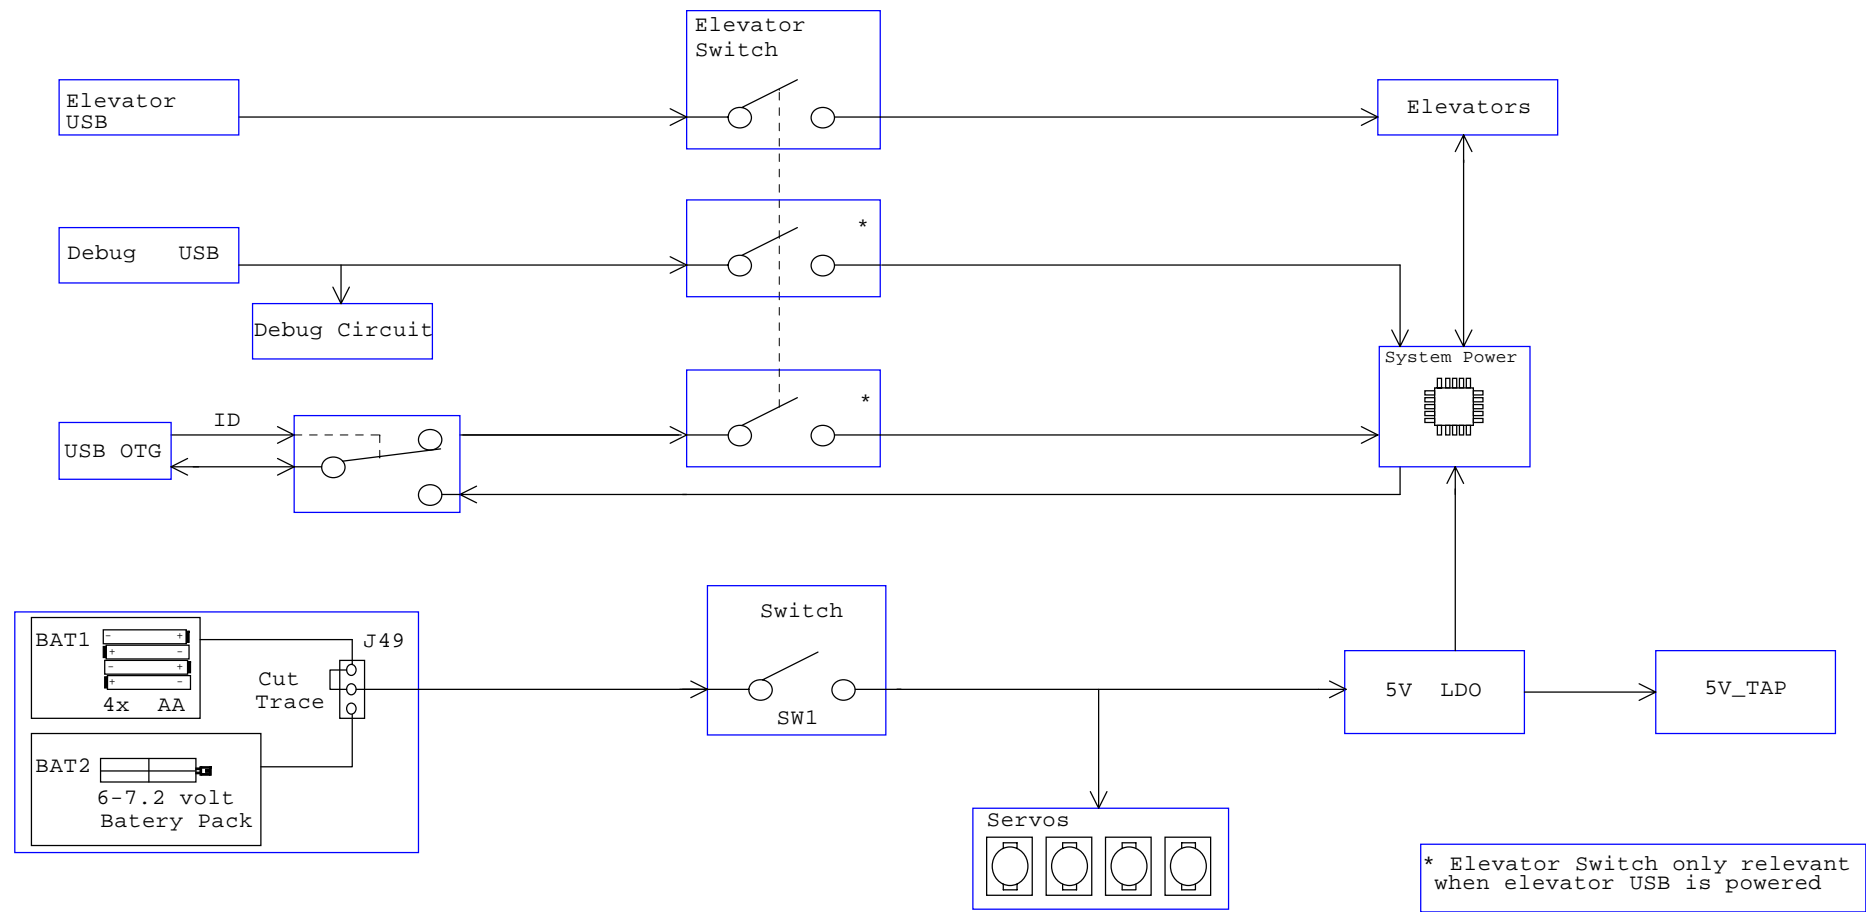 Elevator
Switch
Elevator
USB
Elevators
Debug USB
*
Debug Circuit
System Power
ID
*
USB OTG
Switch
SW1
BAT1
- +
+ -
- +
+ -
4x AA
J49
Cut
Trace
5V LDO
5V_TAP
BAT2
6-7.2 volt
Batery Pack
Servos
* Elevator Switch only relevant
when elevator USB is powered